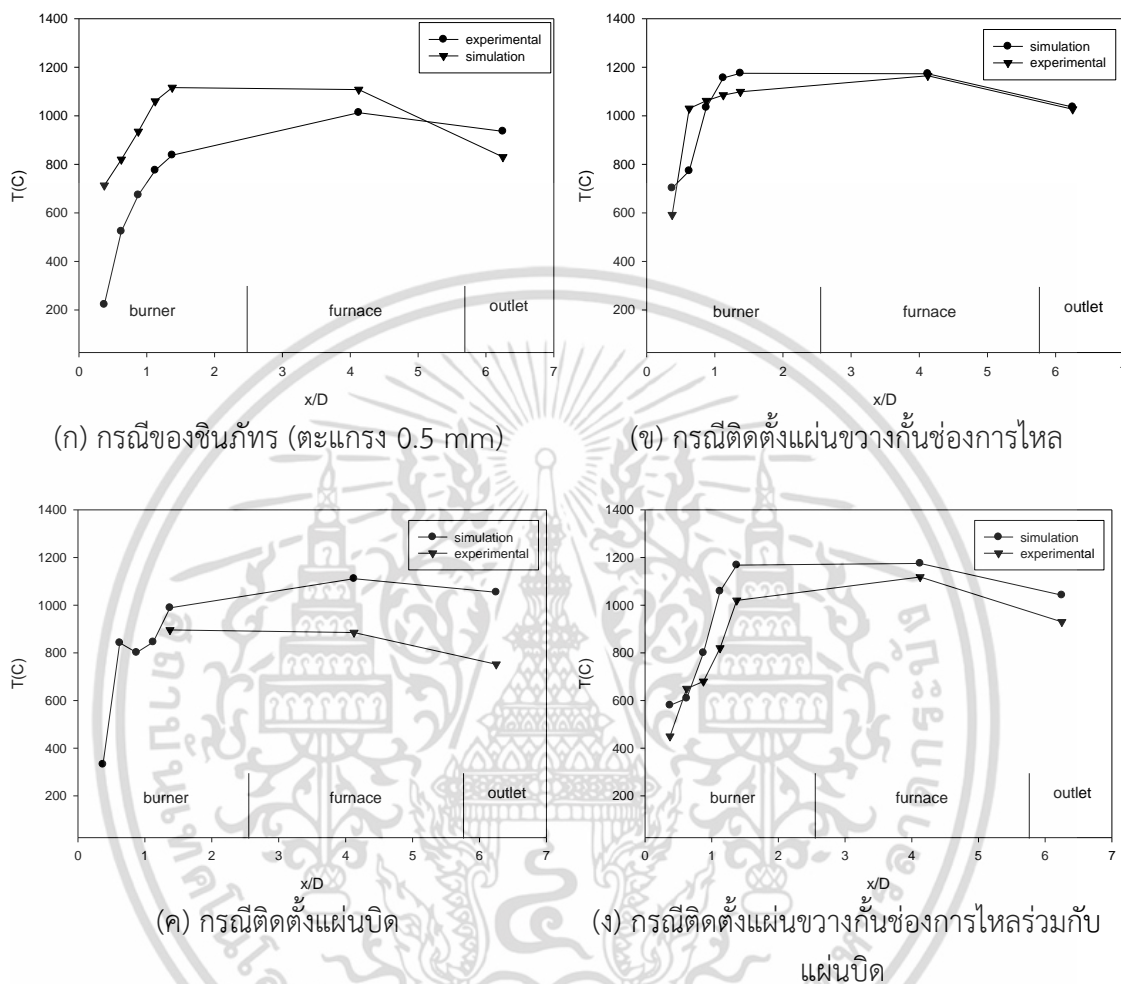 1400
1200
1000
800
600
400
200
T(C)
experimental
simulation
burner
furnace
outlet
0 1 2 3 4 5 6 7
x/D
(ก) กรณีของชินภัทร (ตะแกรง 0.5 mm)
1400
1200
1000
800
600
400
200
T(C)
simulation
experimental
burner
furnace
outlet
0 1 2 3 4 5 6 7
x/D
(ข) กรณีติดตั้งแผ่นขวางกั้นช่องการไหล
1400
1200
1000
800
600
400
200
T(C)
simulation
experimental
burner
furnace
outlet
0 1 2 3 4 5 6 7
x/D
(ค) กรณีติดตั้งแผ่นบิด
1400
1200
1000
800
600
400
200
T(C)
simulation
experimental
burner
furnace
outlet
0 1 2 3 4 5 6 7
x/D
(ง) กรณีติดตั้งแผ่นขวางกั้นช่องการไหลร่วมกับ
แผ่นบิด